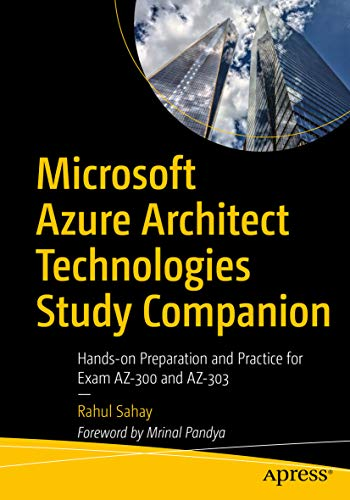 Microsoft
Azure Architect
Technologies
Study Companion
Hands-on Preparation and Practice for
Exam AZ-300 and AZ-303
—
Rahul Sahay
Foreword by Mrinal Pandya
Apress®